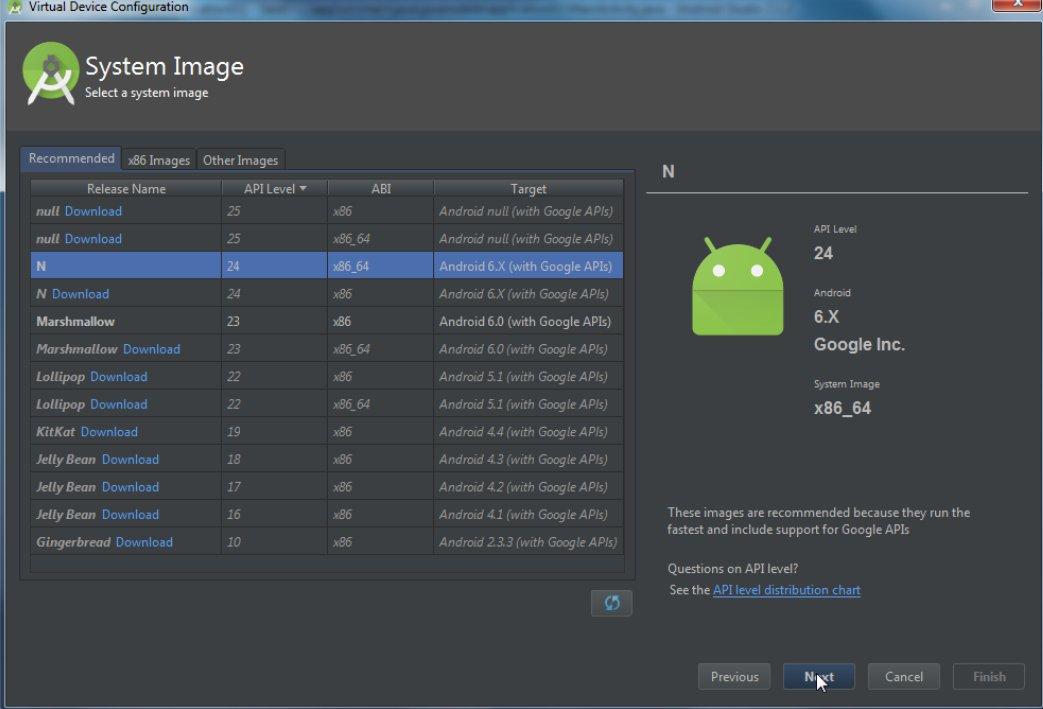 Virtual Device Configuration
X
System Image
Select a system image
Recommended x86 Images Other Images
Release Name API Level ABI Target
null Download 25 x86 Android null (with Google APIs)
null Download 25 x86_64 Android null (with Google APIs)
N 24 x86_64 Android 6.X (with Google APIs)
N Download 24 x86 Android 6.X (with Google APIs)
Marshmallow 23 x86 Android 6.0 (with Google APIs)
Marshmallow Download 23 x86_64 Android 6.0 (with Google APIs)
Lollipop Download 22 x86 Android 5.1 (with Google APIs)
Lollipop Download 22 x86_64 Android 5.1 (with Google APIs)
KitKat Download 19 x86 Android 4.4 (with Google APIs)
Jelly Bean Download 18 x86 Android 4.3 (with Google APIs)
Jelly Bean Download 17 x86 Android 4.2 (with Google APIs)
Jelly Bean Download 16 x86 Android 4.1 (with Google APIs)
Gingerbread Download 10 x86 Android 2.3.3 (with Google APIs)
N
API Level
24
Android
6.X
Google Inc.
System Image
x86_64
These images are recommended because they run the
fastest and include support for Google APIs
Questions on API level?
See the API level distribution chart
Previous Next Cancel Finish